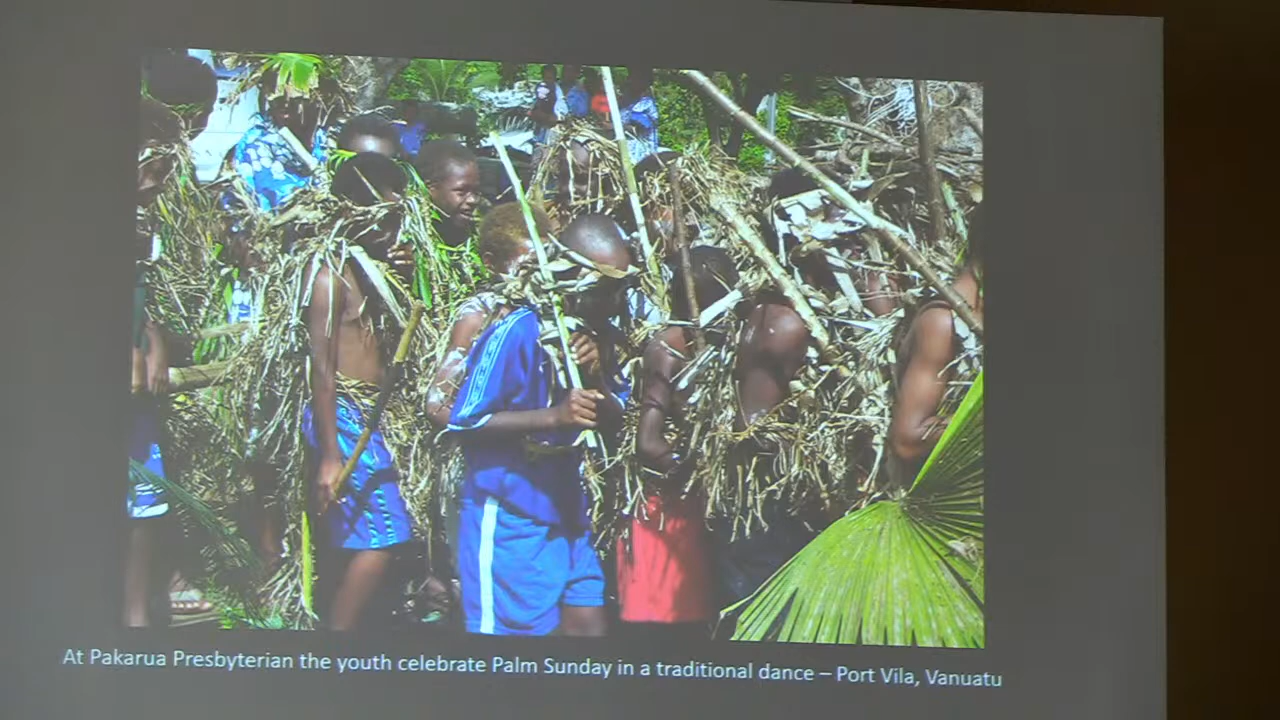 At Pakarua Presbyterian the youth celebrate Palm Sunday in a traditional dance – Port Vila, Vanuatu